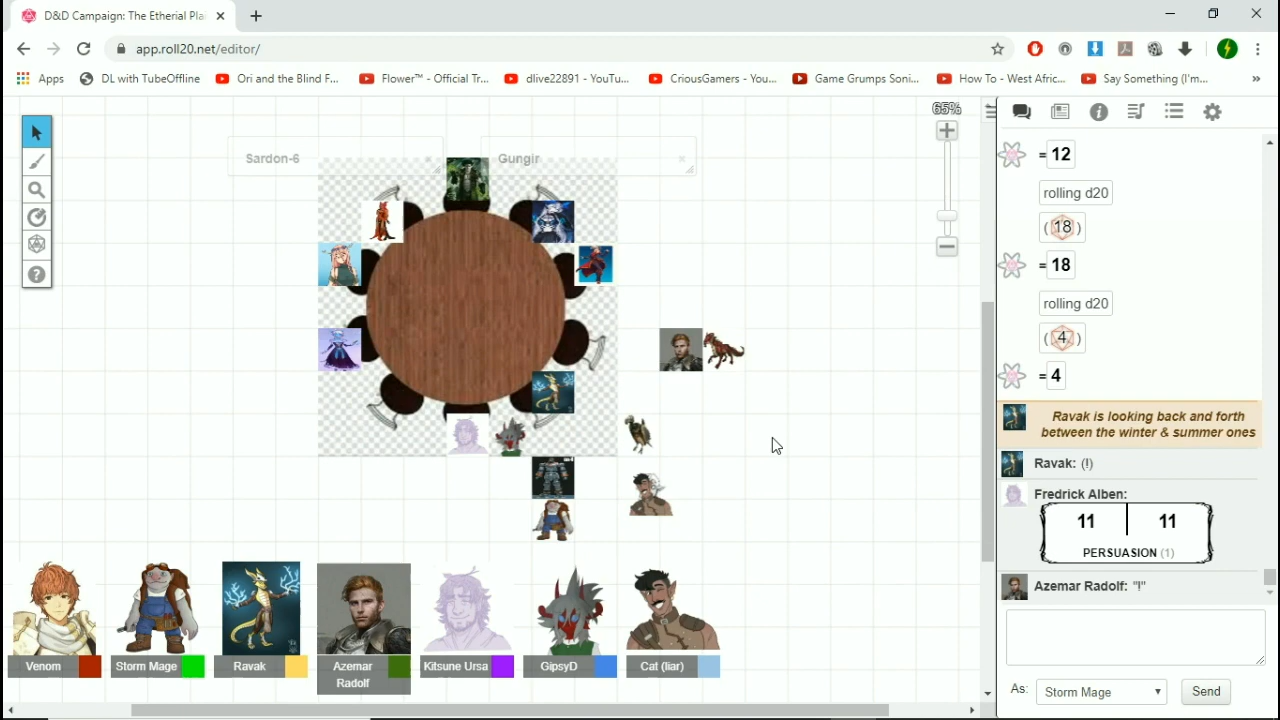 D&D Campaign: The Etherial Plai
app.roll20.net/editor/
Apps
DL with TubeOffline
Ori and the Blind F...
Flower™ - Official Tr...
dlive22891 - YouTu...
CriousGamers - You...
Game Grumps Soni...
How To - West Afric...
Say Something (I'm...
»
65%
Sardon-6
Gungir
=12
rolling d20
(18)
=18
rolling d20
(4)
=4
Ravak is looking back and forth
between the winter & summer ones
Ravak: (!)
Fredrick Alben:
11 11
PERSUASION (1)
Azemar Radolf: "!"
As: Storm Mage
Send
Venom
Storm Mage
Ravak
Azemar
Radolf
Kitsune Ursa
GipsyD
Cat (liar)